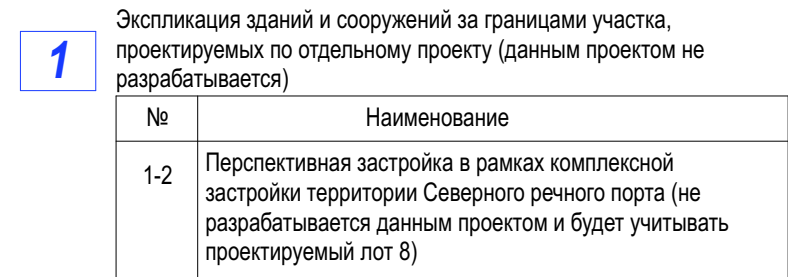 Экспликация зданий и сооружений за границами участка,
проектируемых по отдельному проекту (данным проектом не
разрабатывается)
1
№ Наименование
1-2 Перспективная застройка в рамках комплексной
застройки территории Северного речного порта (не
разрабатывается данным проектом и будет учитывать
проектируемый лот 8)